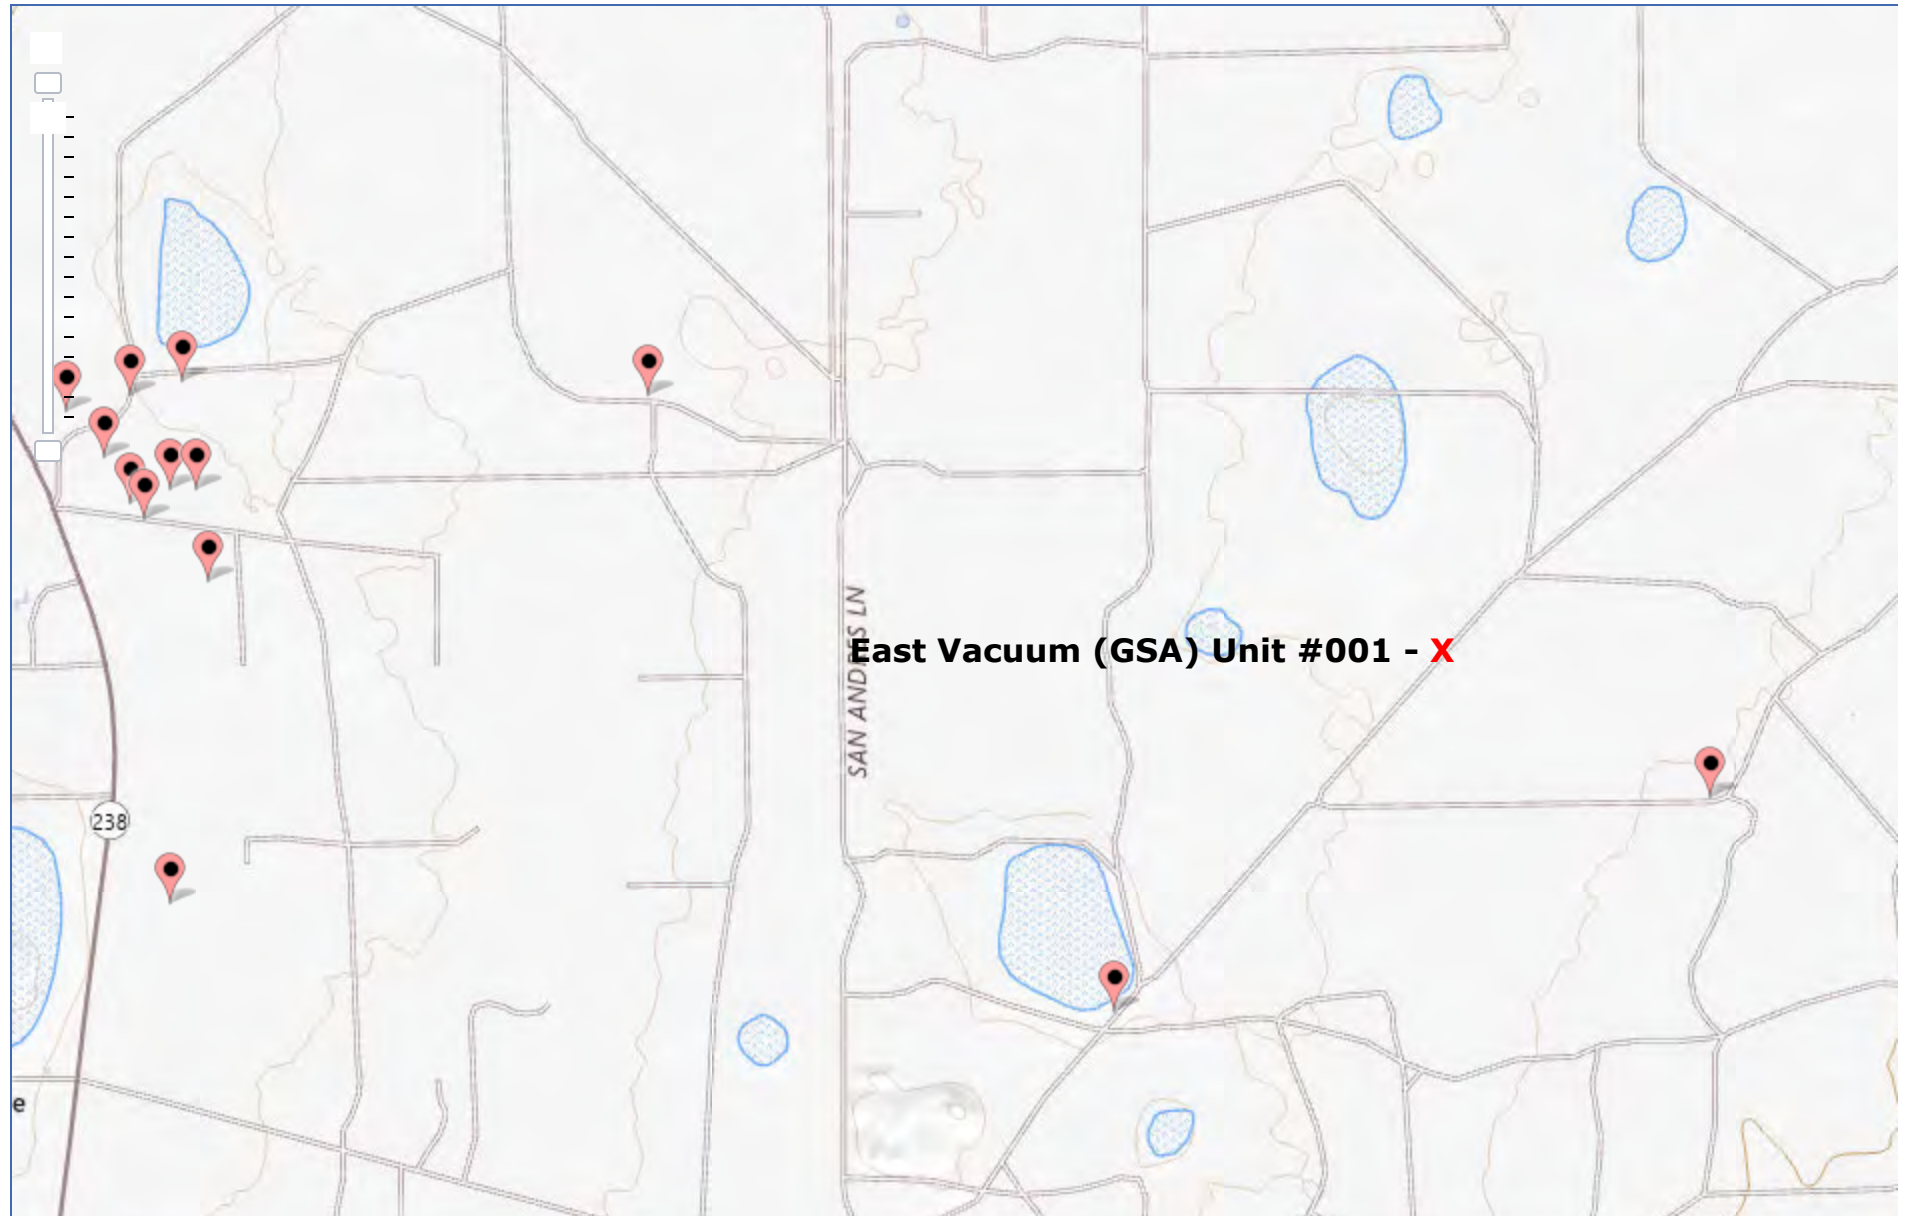 East Vacuum (GSA) Unit #001 - X
SAN ANDRES LN
238
e